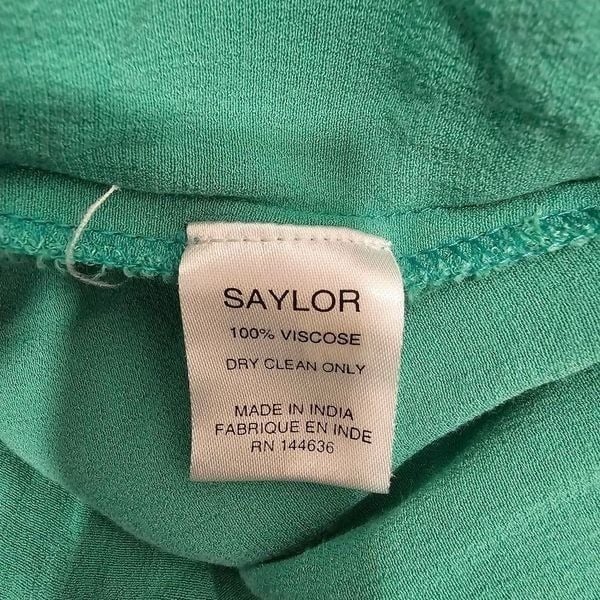 SAYLOR
100% VISCOSE
DRY CLEAN ONLY
MADE IN INDIA
FABRIQUE EN INDE
RN 144636